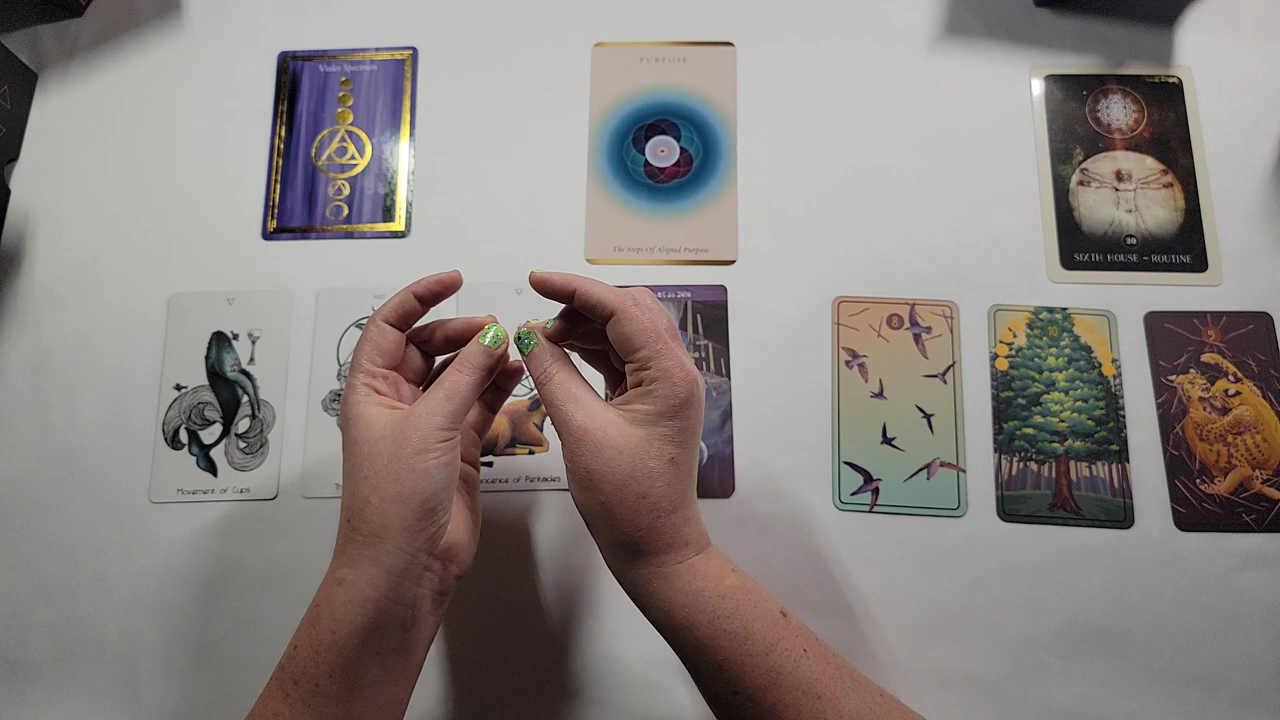 Violet Spectrum
PURPOSE
The Steps Of Aligned Purpose
30
SIXTH HOUSE ~ ROUTINE
Movement of Cups
of Pentacles
8
10
5